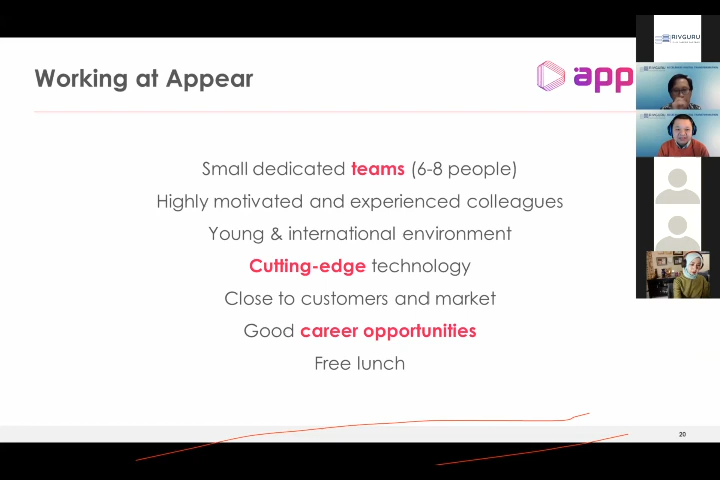 Working at Appear
app
RIVGURU
Small dedicated teams (6-8 people)
Highly motivated and experienced colleagues
Young & international environment
Cutting-edge technology
Close to customers and market
Good career opportunities
Free lunch
20